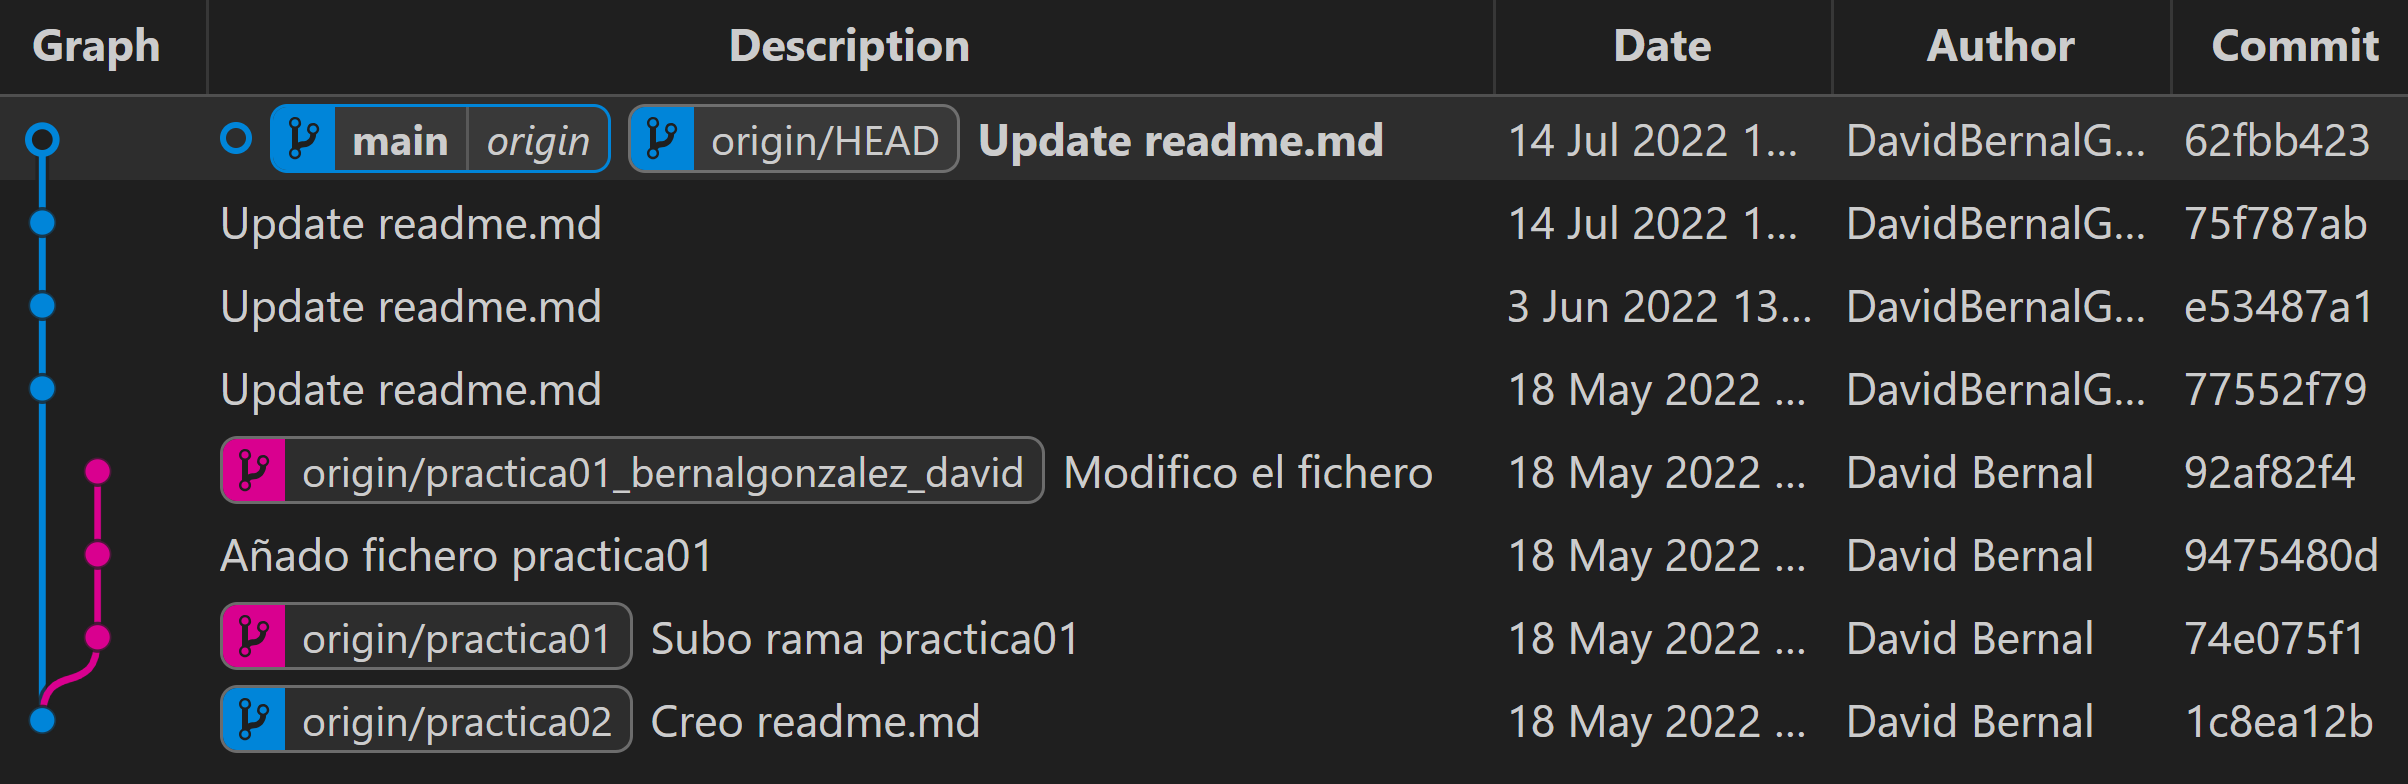 Graph Description Date Author Commit
main origin origin/HEAD Update readme.md 14 Jul 2022 1... DavidBernalG... 62fbb423
Update readme.md 14 Jul 2022 1... DavidBernalG... 75f787ab
Update readme.md 3 Jun 2022 13... DavidBernalG... e53487a1
Update readme.md 18 May 2022 ... DavidBernalG... 77552f79
origin/practica01_bernalgonzalez_david Modifico el fichero 18 May 2022 ... David Bernal 92af82f4
Añado fichero practica01 18 May 2022 ... David Bernal 9475480d
origin/practica01 Subo rama practica01 18 May 2022 ... David Bernal 74e075f1
origin/practica02 Creo readme.md 18 May 2022 ... David Bernal 1c8ea12b